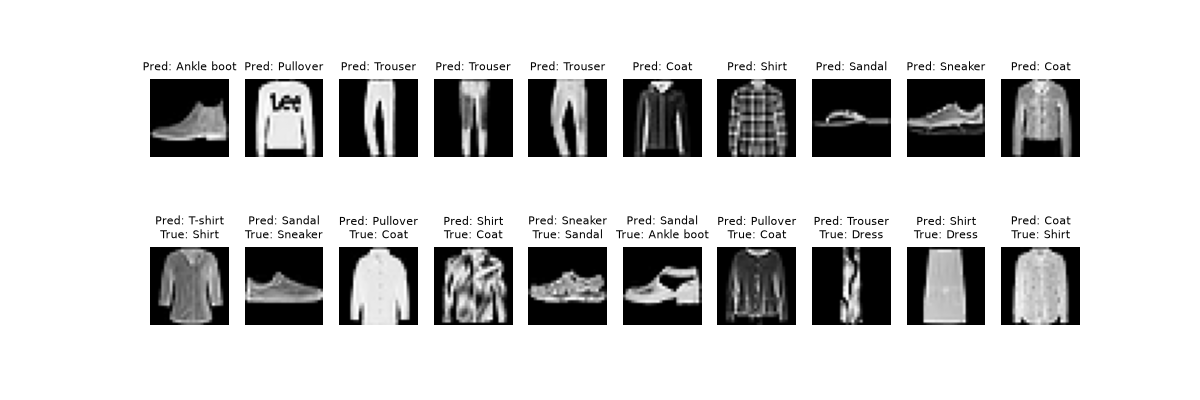 Pred: Ankle boot Pred: Pullover Pred: Trouser Pred: Trouser Pred: Trouser Pred: Coat Pred: Shirt Pred: Sandal Pred: Sneaker Pred: Coat
Lee
Pred: T-shirt Pred: Sandal Pred: Pullover Pred: Shirt Pred: Sneaker Pred: Sandal Pred: Pullover Pred: Trouser Pred: Shirt Pred: Coat
True: Shirt True: Sneaker True: Coat True: Coat True: Sandal True: Ankle boot True: Coat True: Dress True: Dress True: Shirt